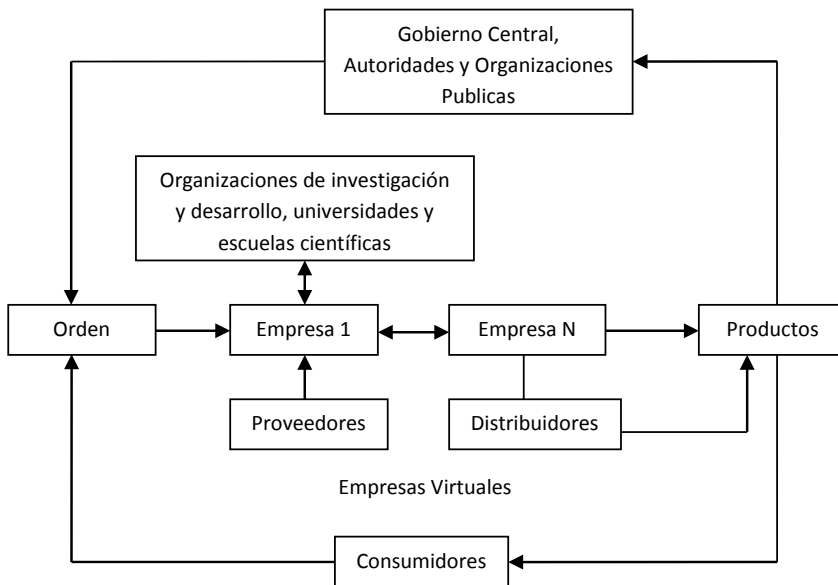 Gobierno Central,
Autoridades y Organizaciones
Publicas
Organizaciones de investigación
y desarrollo, universidades y
escuelas científicas
Orden
Empresa 1
Empresa N
Productos
Proveedores
Distribuidores
Empresas Virtuales
Consumidores